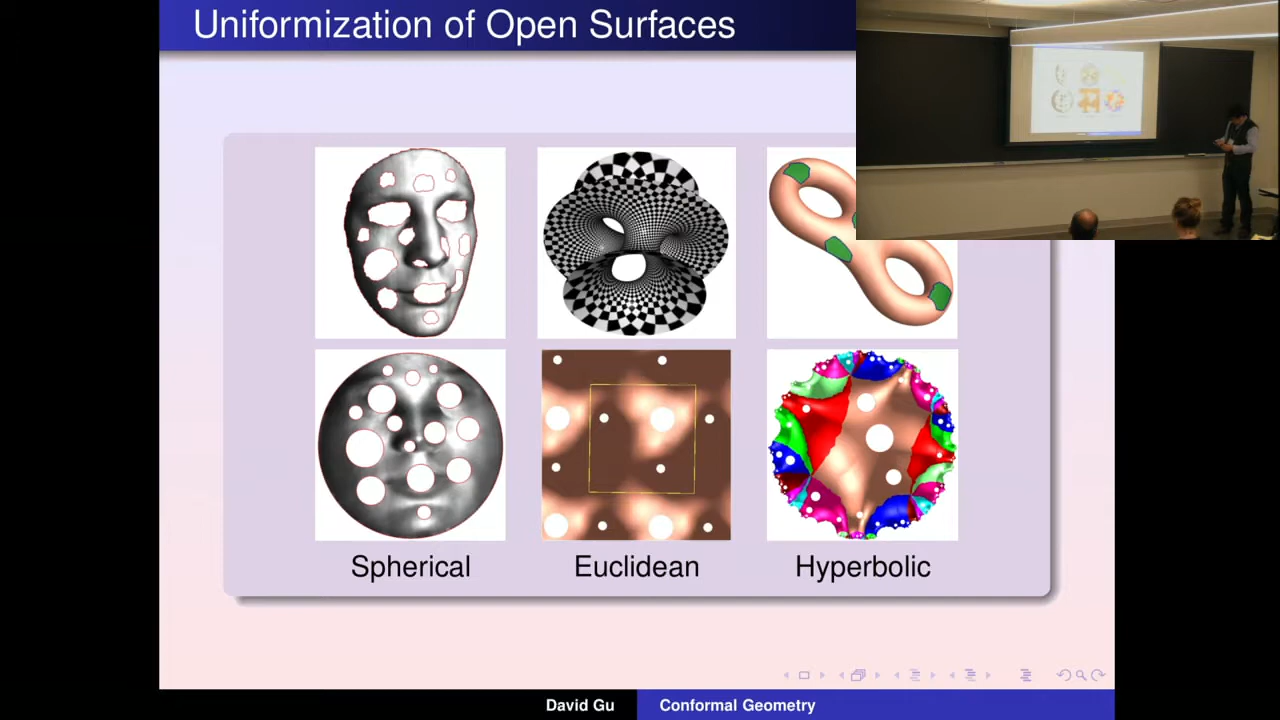 Uniformization of Open Surfaces
Spherical
Euclidean
Hyperbolic
David Gu
Conformal Geometry